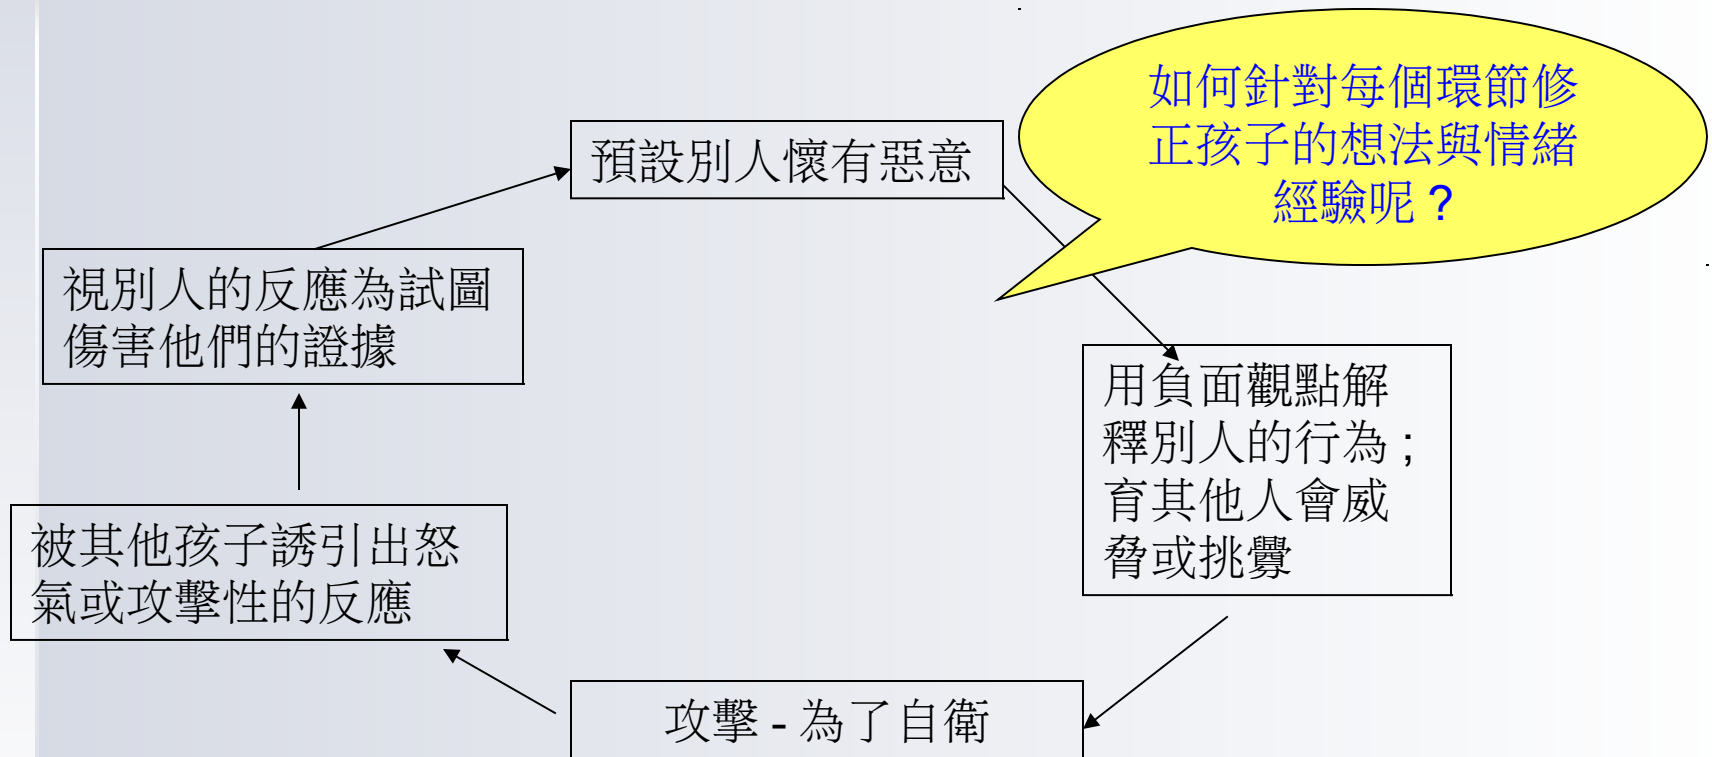 如何針對每個環節修
正孩子的想法與情緒
經驗呢?
預設別人懷有惡意
視別人的反應為試圖
傷害他們的證據
用負面觀點解
釋別人的行為;
育其他人會威
脅或挑釁
被其他孩子誘引出怒
氣或攻擊性的反應
攻擊-為了自衛